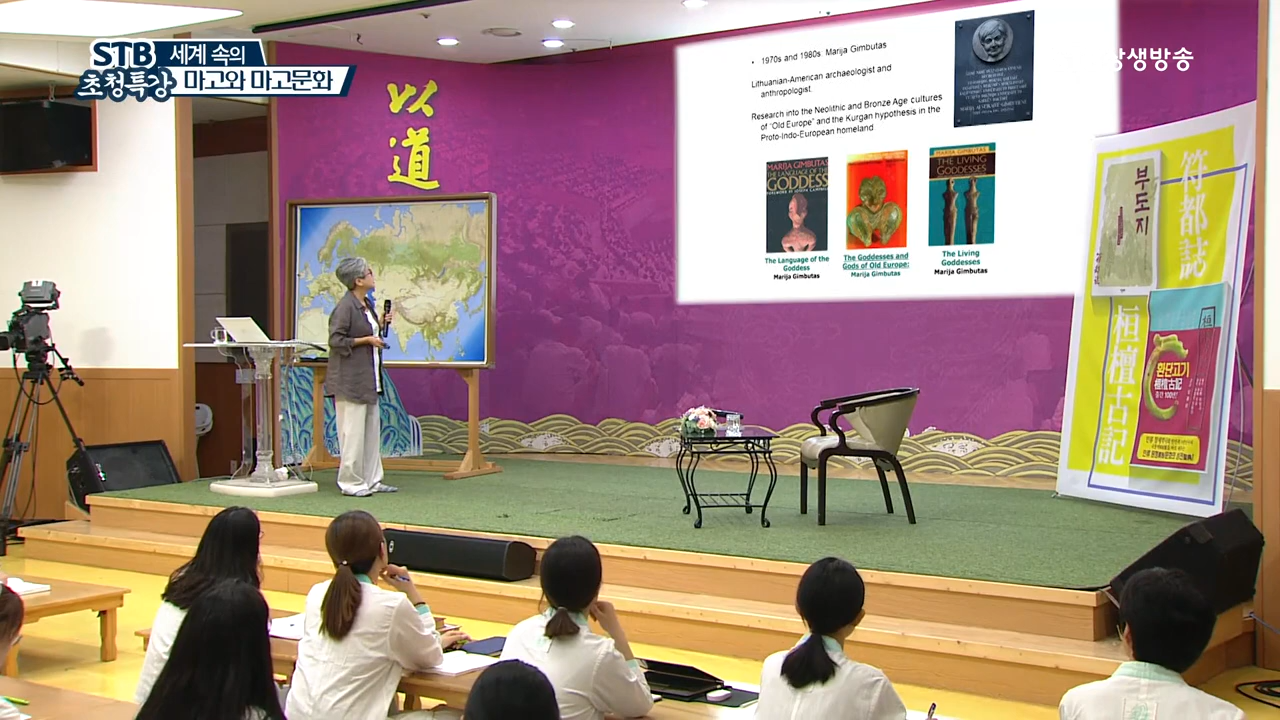 STB 초청특강
STB 세계 속의
마고와 마고문화
상생방송
以
道
• 1970s and 1980s Marija Gimbutas
Lithuanian-American archaeologist and
anthropologist.
Research into the Neolithic and Bronze Age cultures
of “Old Europe” and the Kurgan hypothesis in the
Proto-Indo-European homeland
MARIJA GIMBUTAS
THE LANGUAGE OF THE
GODDESS
MARIJA GIMBUTAS
THE LIVING
GODDESSES
The Language of the
Goddess
Marija Gimbutas
The Goddesses and
Gods of Old Europe:
Marija Gimbutas
The Living
Goddesses
Marija Gimbutas
부도지
符都誌
桓檀古記
환단고기
桓檀古記